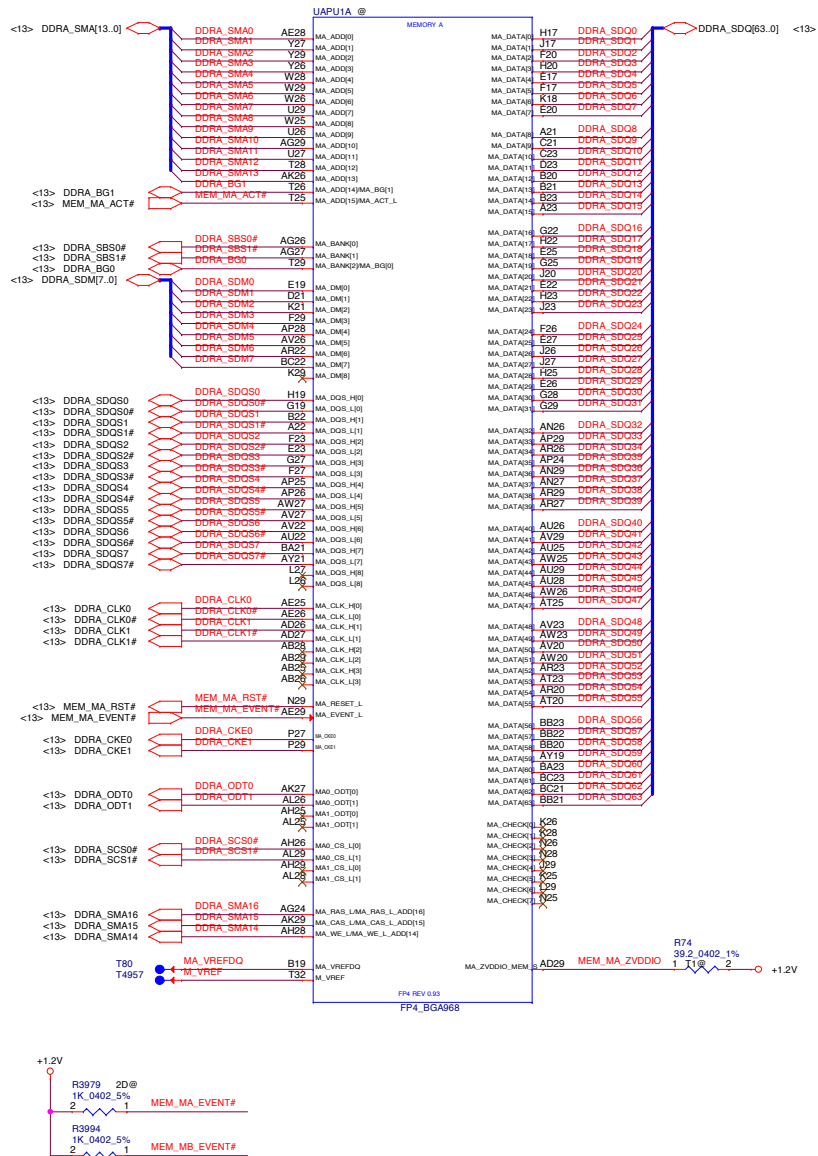 UAPU1A @
MEMORY A
<13> DDRA_SMA[13..0]
DDRA_SMA0 AE28 MA_ADD[0]
DDRA_SMA1 Y27 MA_ADD[1]
DDRA_SMA2 Y29 MA_ADD[2]
DDRA_SMA3 Y26 MA_ADD[3]
DDRA_SMA4 W28 MA_ADD[4]
DDRA_SMA5 W29 MA_ADD[5]
DDRA_SMA6 W26 MA_ADD[6]
DDRA_SMA7 U29 MA_ADD[7]
DDRA_SMA8 W25 MA_ADD[8]
DDRA_SMA9 U26 MA_ADD[9]
DDRA_SMA10 AG29 MA_ADD[10]
DDRA_SMA11 U27 MA_ADD[11]
DDRA_SMA12 T28 MA_ADD[12]
DDRA_SMA13 AK26 MA_ADD[13]
<13> DDRA_BG1 DDRA_BG1 T26 MA_ADD[14]/MA_BG[1]
<13> MEM_MA_ACT# MEM_MA_ACT# T25 MA_ADD[15]/MA_ACT_L
<13> DDRA_SBS0# DDRA_SBS0# AG26 MA_BANK[0]
<13> DDRA_SBS1# DDRA_SBS1# AG27 MA_BANK[1]
<13> DDRA_BG0 DDRA_BG0 T29 MA_BANK[2]/MA_BG[0]
<13> DDRA_SDM[7..0]
DDRA_SDM0 E19 MA_DM[0]
DDRA_SDM1 D21 MA_DM[1]
DDRA_SDM2 K21 MA_DM[2]
DDRA_SDM3 F29 MA_DM[3]
DDRA_SDM4 AP28 MA_DM[4]
DDRA_SDM5 AV26 MA_DM[5]
DDRA_SDM6 AR22 MA_DM[6]
DDRA_SDM7 BC22 MA_DM[7]
K29 MA_DM[8]
<13> DDRA_SDQS0 DDRA_SDQS0 H19 MA_DQS_H[0]
<13> DDRA_SDQS0# DDRA_SDQS0# G19 MA_DQS_L[0]
<13> DDRA_SDQS1 DDRA_SDQS1 B22 MA_DQS_H[1]
<13> DDRA_SDQS1# DDRA_SDQS1# A22 MA_DQS_L[1]
<13> DDRA_SDQS2 DDRA_SDQS2 F23 MA_DQS_H[2]
<13> DDRA_SDQS2# DDRA_SDQS2# E23 MA_DQS_L[2]
<13> DDRA_SDQS3 DDRA_SDQS3 G27 MA_DQS_H[3]
<13> DDRA_SDQS3# DDRA_SDQS3# F27 MA_DQS_L[3]
<13> DDRA_SDQS4 DDRA_SDQS4 AP25 MA_DQS_H[4]
<13> DDRA_SDQS4# DDRA_SDQS4# AP26 MA_DQS_L[4]
<13> DDRA_SDQS5 DDRA_SDQS5 AW27 MA_DQS_H[5]
<13> DDRA_SDQS5# DDRA_SDQS5# AV27 MA_DQS_L[5]
<13> DDRA_SDQS6 DDRA_SDQS6 AV22 MA_DQS_H[6]
<13> DDRA_SDQS6# DDRA_SDQS6# AU22 MA_DQS_L[6]
<13> DDRA_SDQS7 DDRA_SDQS7 BA21 MA_DQS_H[7]
<13> DDRA_SDQS7# DDRA_SDQS7# AY21 MA_DQS_L[7]
L27 MA_DQS_H[8]
L26 MA_DQS_L[8]
<13> DDRA_CLK0 DDRA_CLK0 AE25 MA_CLK_H[0]
<13> DDRA_CLK0# DDRA_CLK0# AE26 MA_CLK_L[0]
<13> DDRA_CLK1 DDRA_CLK1 AD26 MA_CLK_H[1]
<13> DDRA_CLK1# DDRA_CLK1# AD27 MA_CLK_L[1]
AB28 MA_CLK_H[2]
AB29 MA_CLK_L[2]
AB25 MA_CLK_H[3]
AB26 MA_CLK_L[3]
<13> MEM_MA_RST# MEM_MA_RST# N29 MA_RESET_L
<13> MEM_MA_EVENT# MEM_MA_EVENT# AE29 MA_EVENT_L
<13> DDRA_CKE0 DDRA_CKE0 P27 MA_CKE0
<13> DDRA_CKE1 DDRA_CKE1 P29 MA_CKE1
<13> DDRA_ODT0 DDRA_ODT0 AK27 MA0_ODT[0]
<13> DDRA_ODT1 DDRA_ODT1 AL26 MA0_ODT[1]
AH25 MA1_ODT[0]
AL25 MA1_ODT[1]
<13> DDRA_SCS0# DDRA_SCS0# AH26 MA0_CS_L[0]
<13> DDRA_SCS1# DDRA_SCS1# AL29 MA0_CS_L[1]
AH29 MA1_CS_L[0]
AL28 MA1_CS_L[1]
<13> DDRA_SMA16 DDRA_SMA16 AG24 MA_RAS_L/MA_RAS_L_ADD[16]
<13> DDRA_SMA15 DDRA_SMA15 AK29 MA_CAS_L/MA_CAS_L_ADD[15]
<13> DDRA_SMA14 DDRA_SMA14 AH28 MA_WE_L/MA_WE_L_ADD[14]
T80 MA_VREFDQ B19 MA_VREFDQ
T4957 M_VREF T32 M_VREF
DDRA_SDQ[63..0] <13>
MA_DATA[0] H17 DDRA_SDQ0
MA_DATA[1] J17 DDRA_SDQ1
MA_DATA[2] F20 DDRA_SDQ2
MA_DATA[3] H20 DDRA_SDQ3
MA_DATA[4] E17 DDRA_SDQ4
MA_DATA[5] F17 DDRA_SDQ5
MA_DATA[6] K18 DDRA_SDQ6
MA_DATA[7] E20 DDRA_SDQ7
MA_DATA[8] A21 DDRA_SDQ8
MA_DATA[9] C21 DDRA_SDQ9
MA_DATA[10] C23 DDRA_SDQ10
MA_DATA[11] D23 DDRA_SDQ11
MA_DATA[12] B20 DDRA_SDQ12
MA_DATA[13] B21 DDRA_SDQ13
MA_DATA[14] B23 DDRA_SDQ14
MA_DATA[15] A23 DDRA_SDQ15
MA_DATA[16] G22 DDRA_SDQ16
MA_DATA[17] H22 DDRA_SDQ17
MA_DATA[18] E25 DDRA_SDQ18
MA_DATA[19] G25 DDRA_SDQ19
MA_DATA[20] J20 DDRA_SDQ20
MA_DATA[21] E22 DDRA_SDQ21
MA_DATA[22] H23 DDRA_SDQ22
MA_DATA[23] J23 DDRA_SDQ23
MA_DATA[24] F26 DDRA_SDQ24
MA_DATA[25] E27 DDRA_SDQ25
MA_DATA[26] J26 DDRA_SDQ26
MA_DATA[27] J27 DDRA_SDQ27
MA_DATA[28] H25 DDRA_SDQ28
MA_DATA[29] E26 DDRA_SDQ29
MA_DATA[30] G28 DDRA_SDQ30
MA_DATA[31] G29 DDRA_SDQ31
MA_DATA[32] AN26 DDRA_SDQ32
MA_DATA[33] AP29 DDRA_SDQ33
MA_DATA[34] AR26 DDRA_SDQ34
MA_DATA[35] AP24 DDRA_SDQ35
MA_DATA[36] AN29 DDRA_SDQ36
MA_DATA[37] AN27 DDRA_SDQ37
MA_DATA[38] AR29 DDRA_SDQ38
MA_DATA[39] AR27 DDRA_SDQ39
MA_DATA[40] AU26 DDRA_SDQ40
MA_DATA[41] AV29 DDRA_SDQ41
MA_DATA[42] AU25 DDRA_SDQ42
MA_DATA[43] AW25 DDRA_SDQ43
MA_DATA[44] AU29 DDRA_SDQ44
MA_DATA[45] AU28 DDRA_SDQ45
MA_DATA[46] AW26 DDRA_SDQ46
MA_DATA[47] AT25 DDRA_SDQ47
MA_DATA[48] AV23 DDRA_SDQ48
MA_DATA[49] AW23 DDRA_SDQ49
MA_DATA[50] AV20 DDRA_SDQ50
MA_DATA[51] AW20 DDRA_SDQ51
MA_DATA[52] AR23 DDRA_SDQ52
MA_DATA[53] AT23 DDRA_SDQ53
MA_DATA[54] AR20 DDRA_SDQ54
MA_DATA[55] AT20 DDRA_SDQ55
MA_DATA[56] BB23 DDRA_SDQ56
MA_DATA[57] BB22 DDRA_SDQ57
MA_DATA[58] BB20 DDRA_SDQ58
MA_DATA[59] AY19 DDRA_SDQ59
MA_DATA[60] BA23 DDRA_SDQ60
MA_DATA[61] BC23 DDRA_SDQ61
MA_DATA[62] BC21 DDRA_SDQ62
MA_DATA[63] BB21 DDRA_SDQ63
MA_CHECK[0] K26
MA_CHECK[1] K28
MA_CHECK[2] N26
MA_CHECK[3] N28
MA_CHECK[4] J29
MA_CHECK[5] K25
MA_CHECK[6] L29
MA_CHECK[7] N25
R74
39.2_0402_1%
MA_ZVDDIO_MEM_S AD29 MEM_MA_ZVDDIO 1 T1@ 2 +1.2V
FP4 REV 0.93
FP4_BGA968
+1.2V
R3979 2D@
1K_0402_5%
2 1 MEM_MA_EVENT#
R3994
1K_0402_5%
2 1 MEM_MB_EVENT#